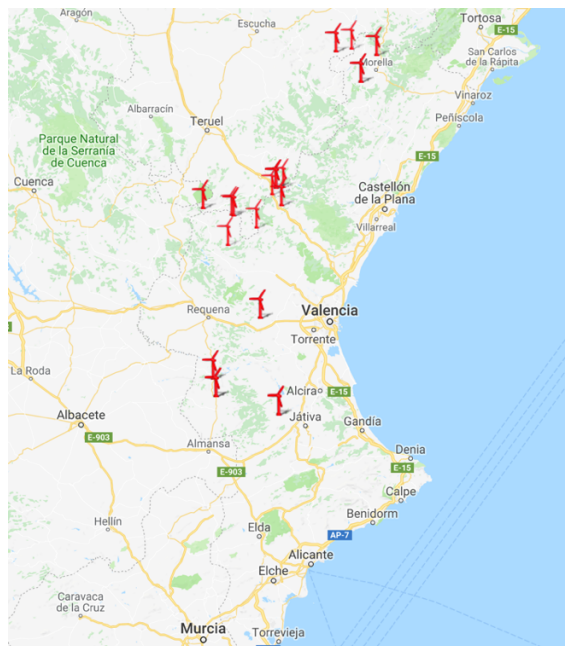 Aragón
Escucha
Tortosa
E-15
San Carlos
de la Rápita
Morella
Albarracín
Vinaroz
Teruel
Peñíscola
Parque Natural
de la Serranía
de Cuenca
E-15
Cuenca
Castellón
de la Plana
Villarreal
Requena
Valencia
Torrente
La Roda
Alcira
E-15
Albacete
Játiva
Gandía
E-903
Almansa
Denia
E-903
E-15
Calpe
Benidorm
Hellín
Elda
AP-7
Alicante
Elche
Caravaca
de la Cruz
Murcia
Torrevieja